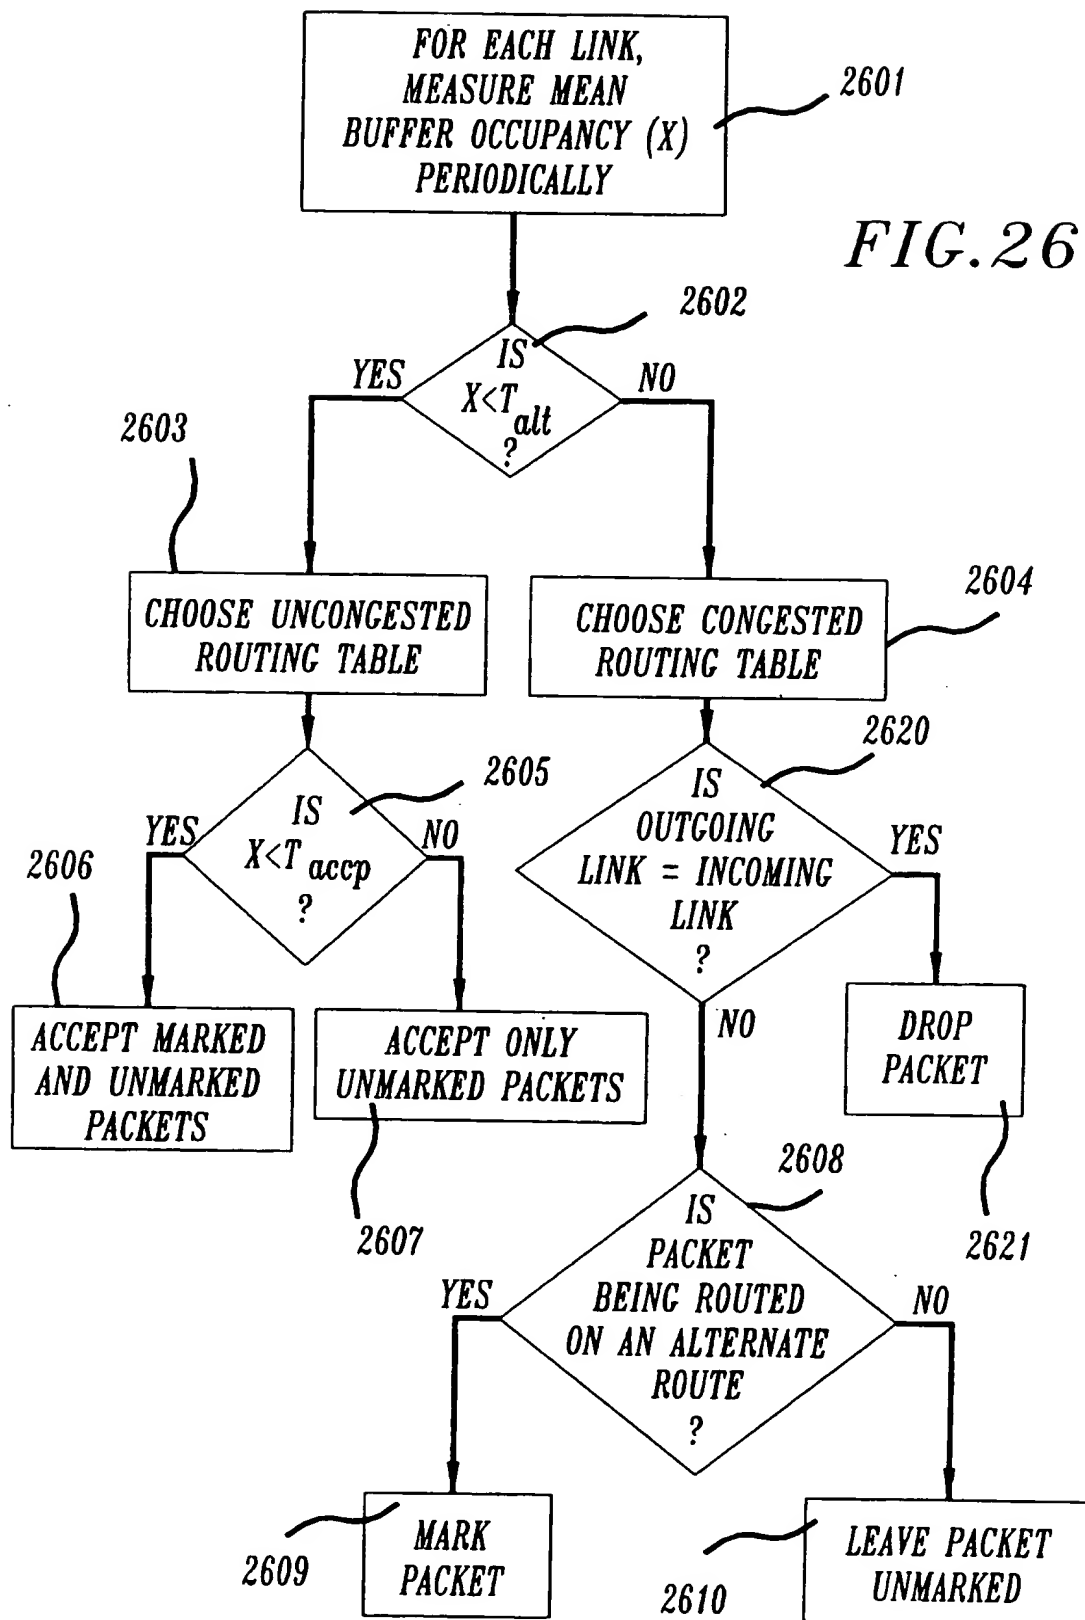 FOR EACH LINK,
MEASURE MEAN
BUFFER OCCUPANCY (X)
PERIODICALLY
2601
FIG.26
2602
IS
X<T alt
?
YES
NO
2603
CHOOSE UNCONGESTED
ROUTING TABLE
CHOOSE CONGESTED
ROUTING TABLE
2604
2605
IS
X<T accp
?
YES
NO
2620
IS
OUTGOING
LINK = INCOMING
LINK
?
YES
NO
2606
ACCEPT MARKED
AND UNMARKED
PACKETS
ACCEPT ONLY
UNMARKED PACKETS
2607
DROP
PACKET
2621
2608
IS
PACKET
BEING ROUTED
ON AN ALTERNATE
ROUTE
?
YES
NO
MARK
PACKET
2609
LEAVE PACKET
UNMARKED
2610